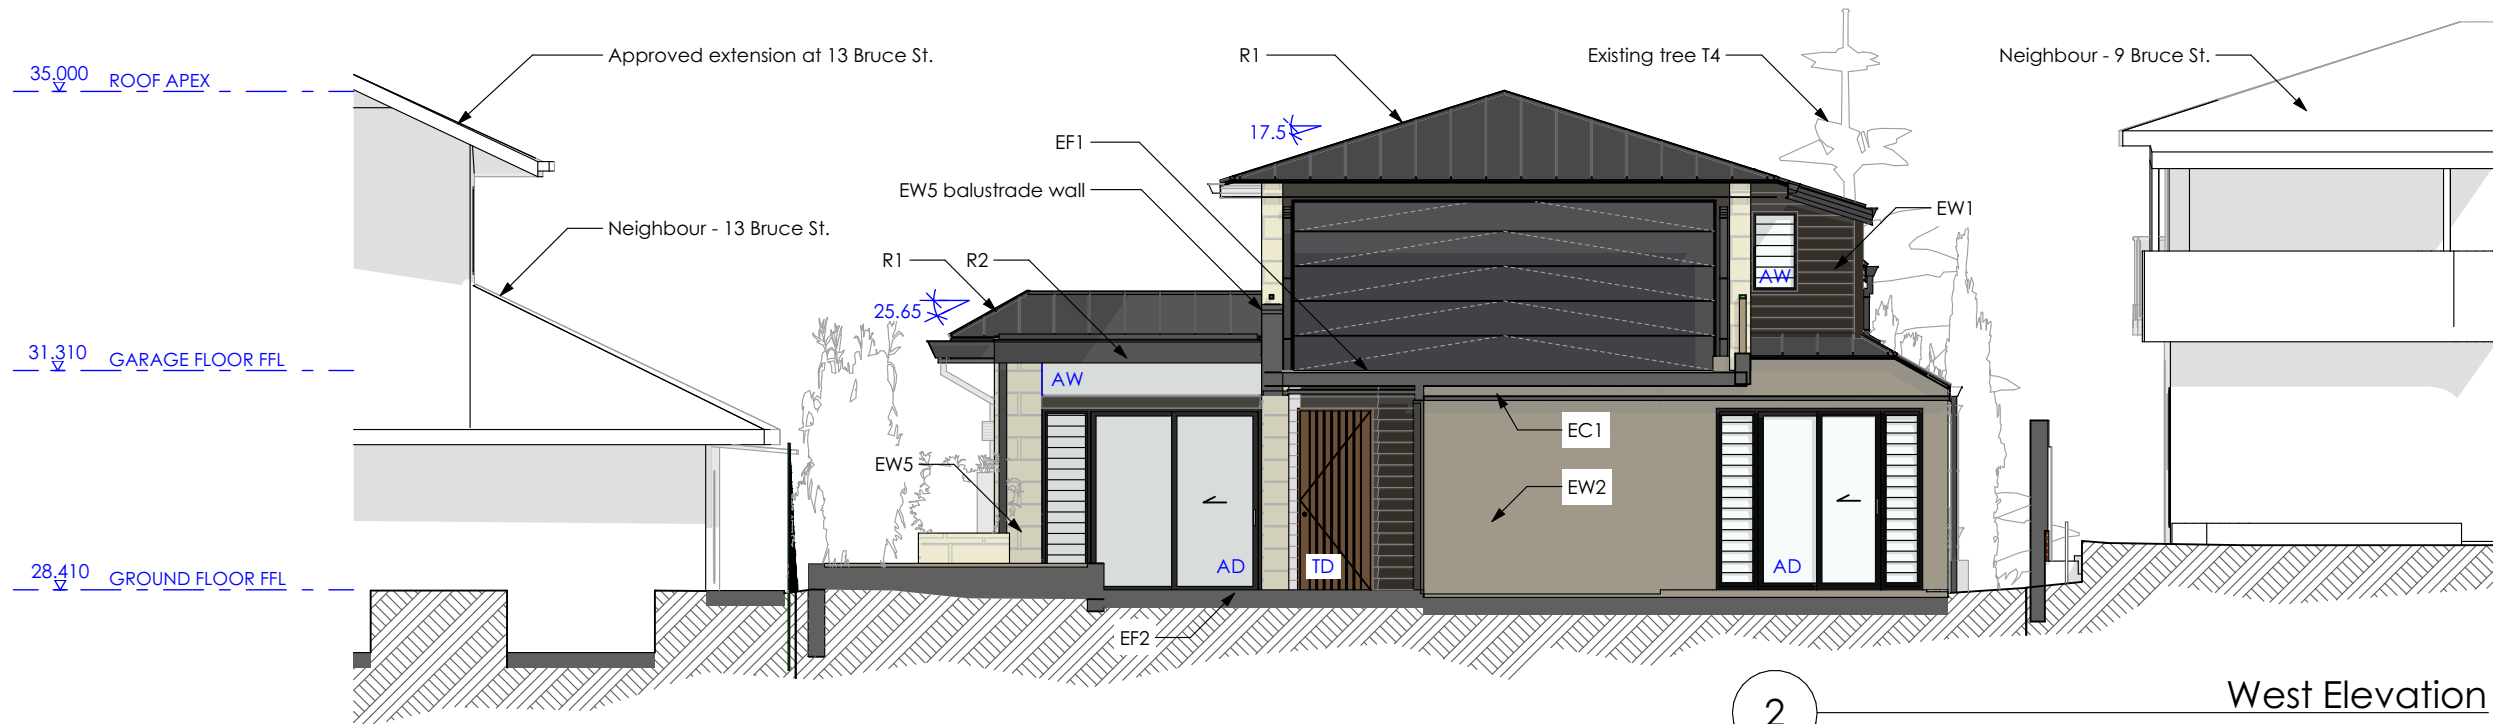 Approved extension at 13 Bruce St.
R1
Existing tree T4
Neighbour - 9 Bruce St.
35.000 ROOF APEX
17.5
EF1
EW5 balustrade wall
EW1
Neighbour - 13 Bruce St.
R1
R2
AW
25.65
31.310 GARAGE FLOOR FFL
AW
EC1
EW5
EW2
28.410 GROUND FLOOR FFL
AD
TD
AD
EF2
2
West Elevation